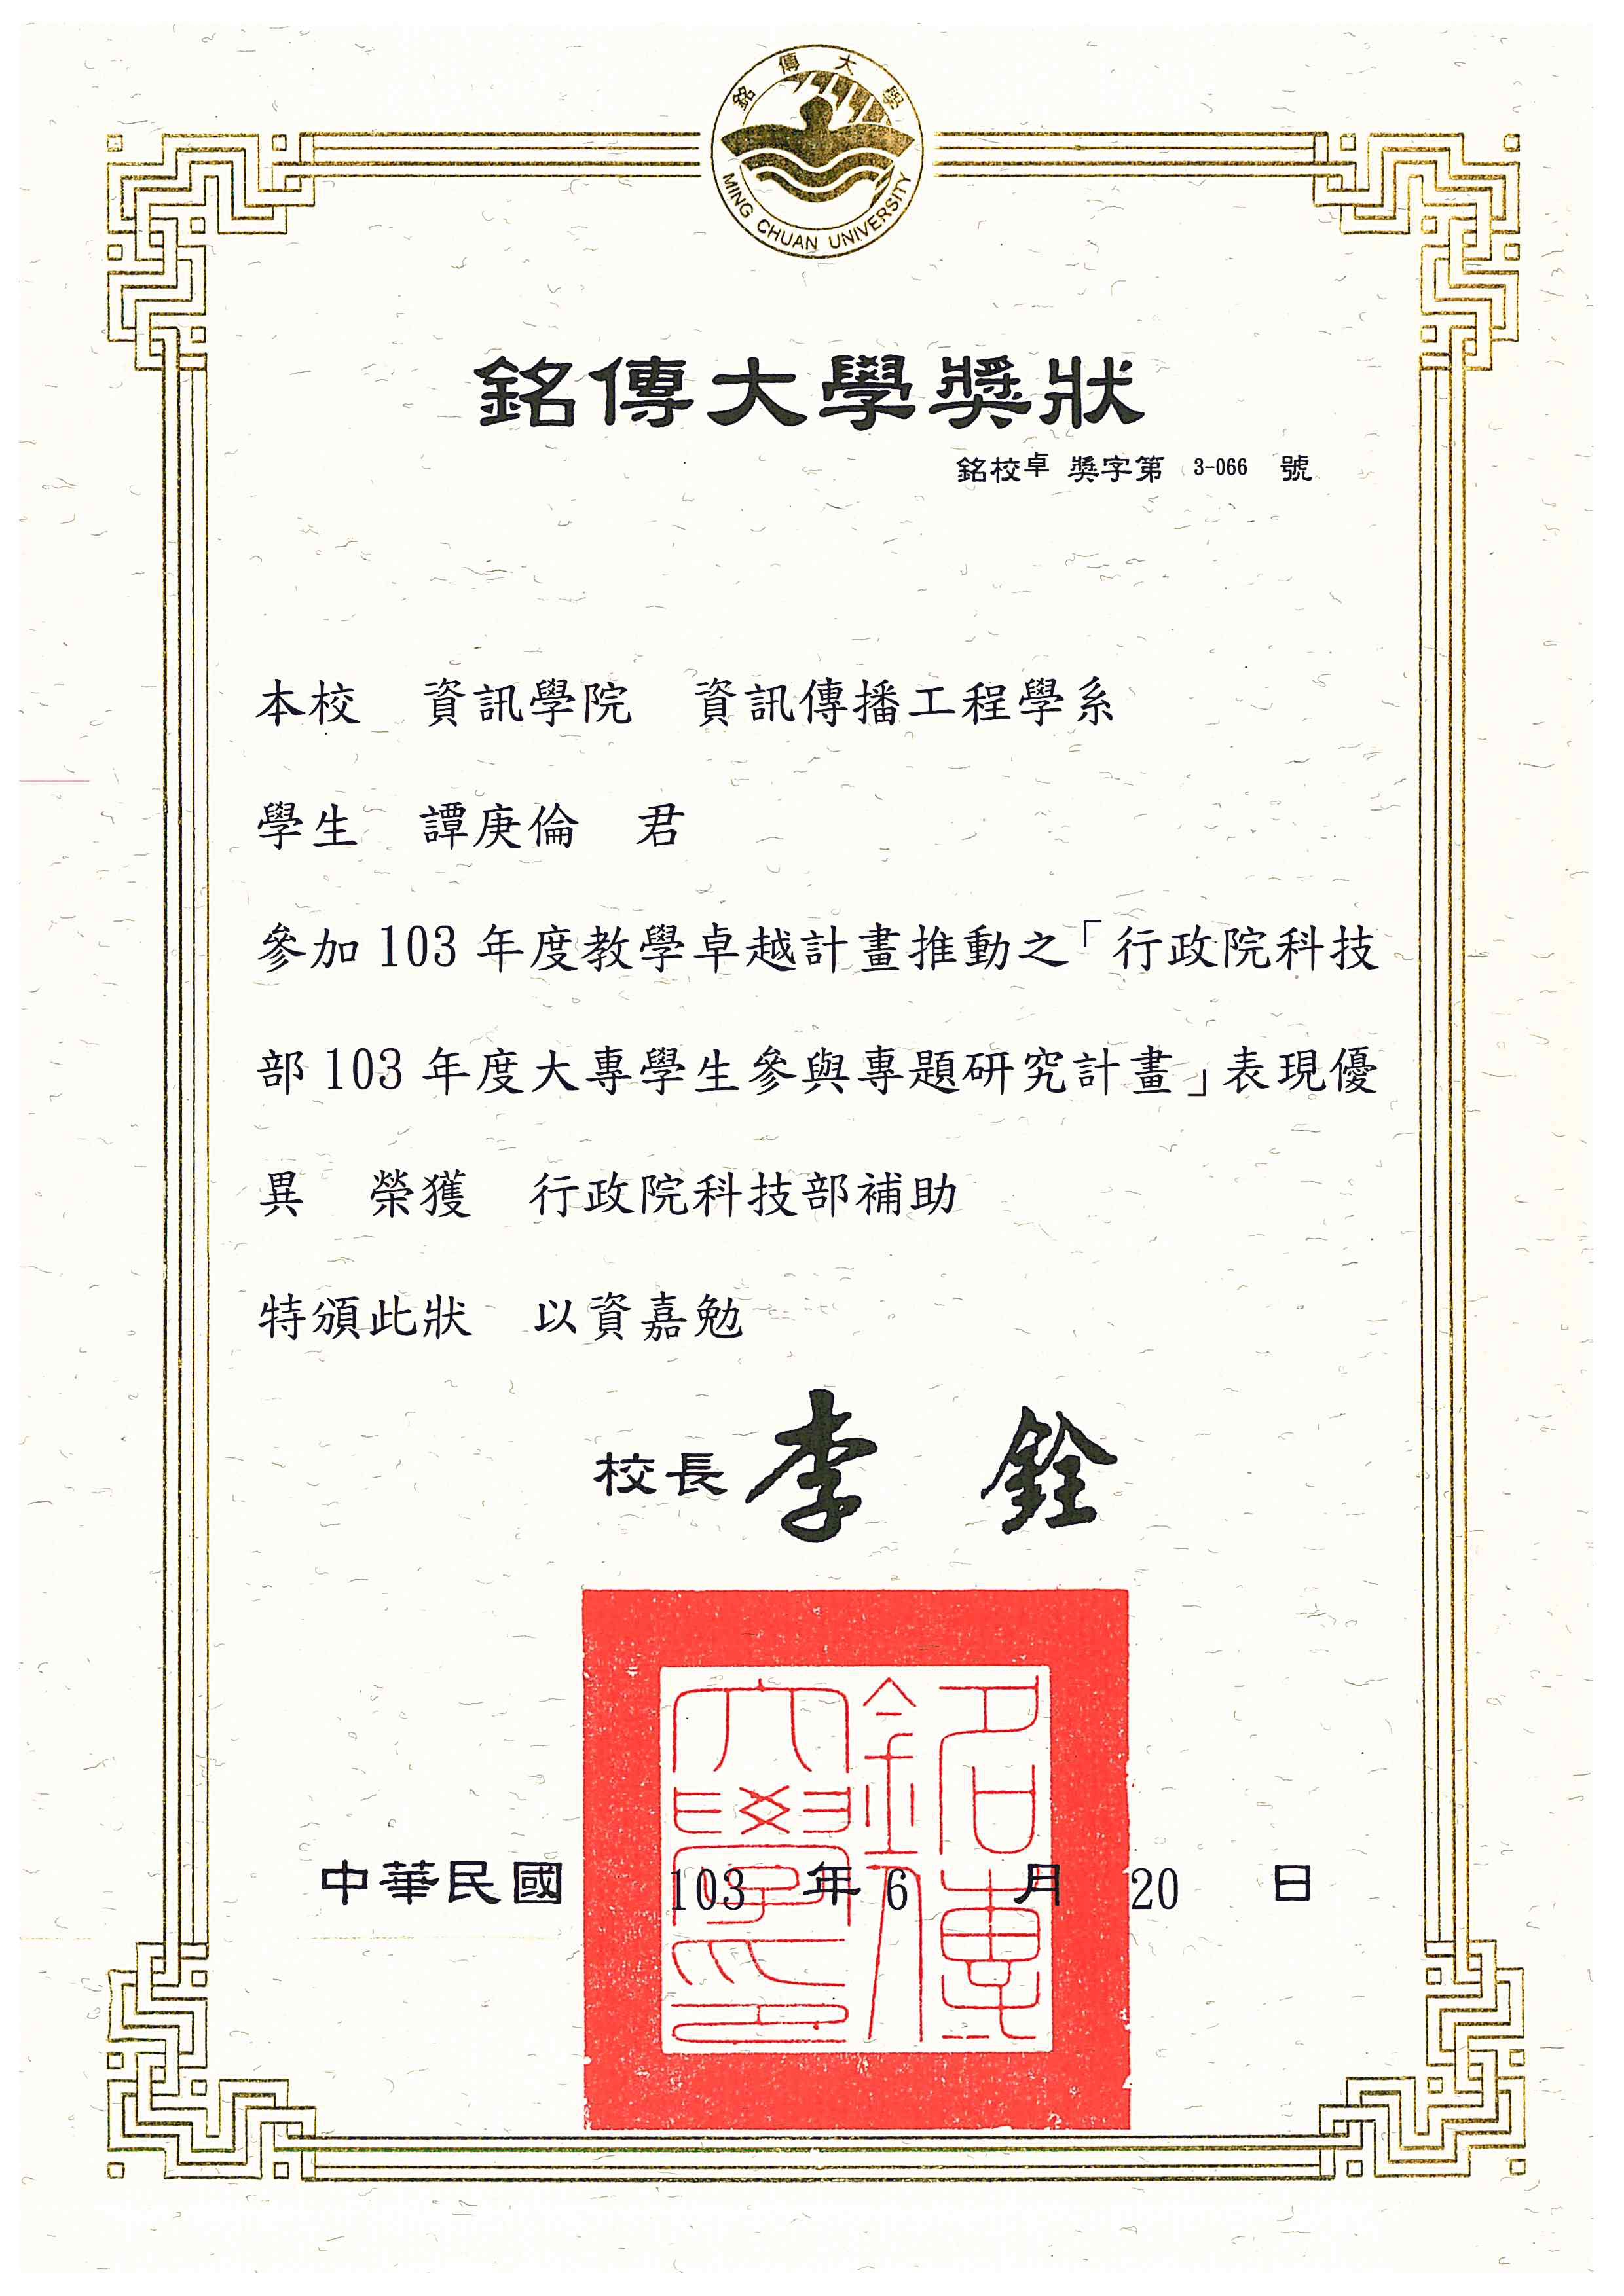 銘傳大學
MING CHUAN UNIVERSITY
銘傳大學獎狀
銘校卓 獎字第 3-066 號
本校 資訊學院 資訊傳播工程學系
學生 譚庚倫 君
參加 103 年度教學卓越計畫推動之「行政院科技
部 103 年度大專學生參與專題研究計畫」表現優
異 榮獲 行政院科技部補助
特頒此狀 以資嘉勉
校長 李 銓
銘傳大學印
中華民國 103 年 6 月 20 日